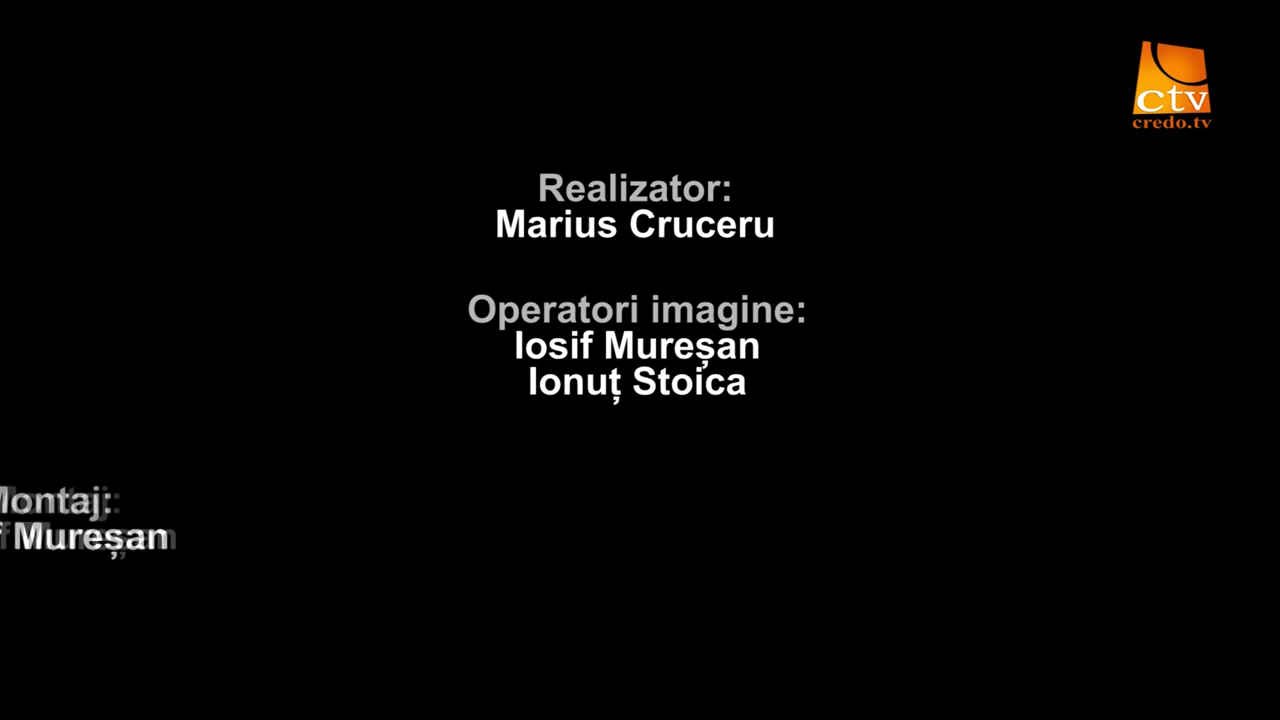 ctv
credo.tv
Realizator:
Marius Cruceru
Operatori imagine:
Iosif Mureșan
Ionuț Stoica
Montaj:
f Mureșan